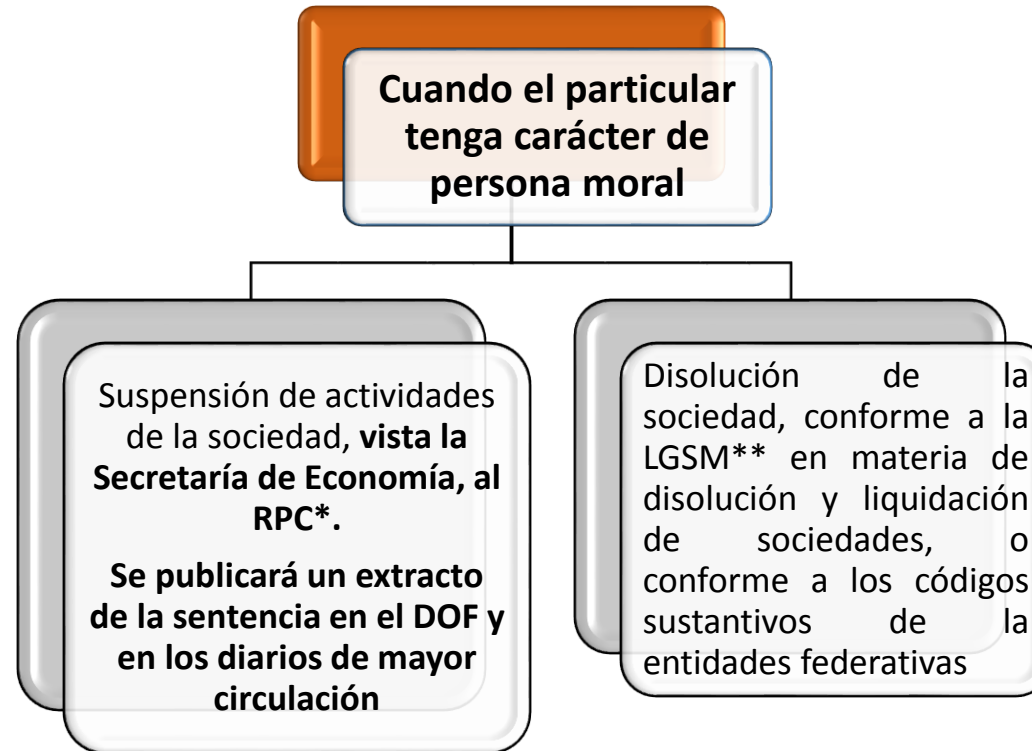 Cuando el particular
tenga carácter de
persona moral
Suspensión de actividades
de la sociedad, vista la
Secretaría de Economía, al
RPC*.
Se publicará un extracto
de la sentencia en el DOF y
en los diarios de mayor
circulación
Disolución de la
sociedad, conforme a la
LGSM** en materia de
disolución y liquidación
de sociedades, o
conforme a los códigos
sustantivos de la
entidades federativas